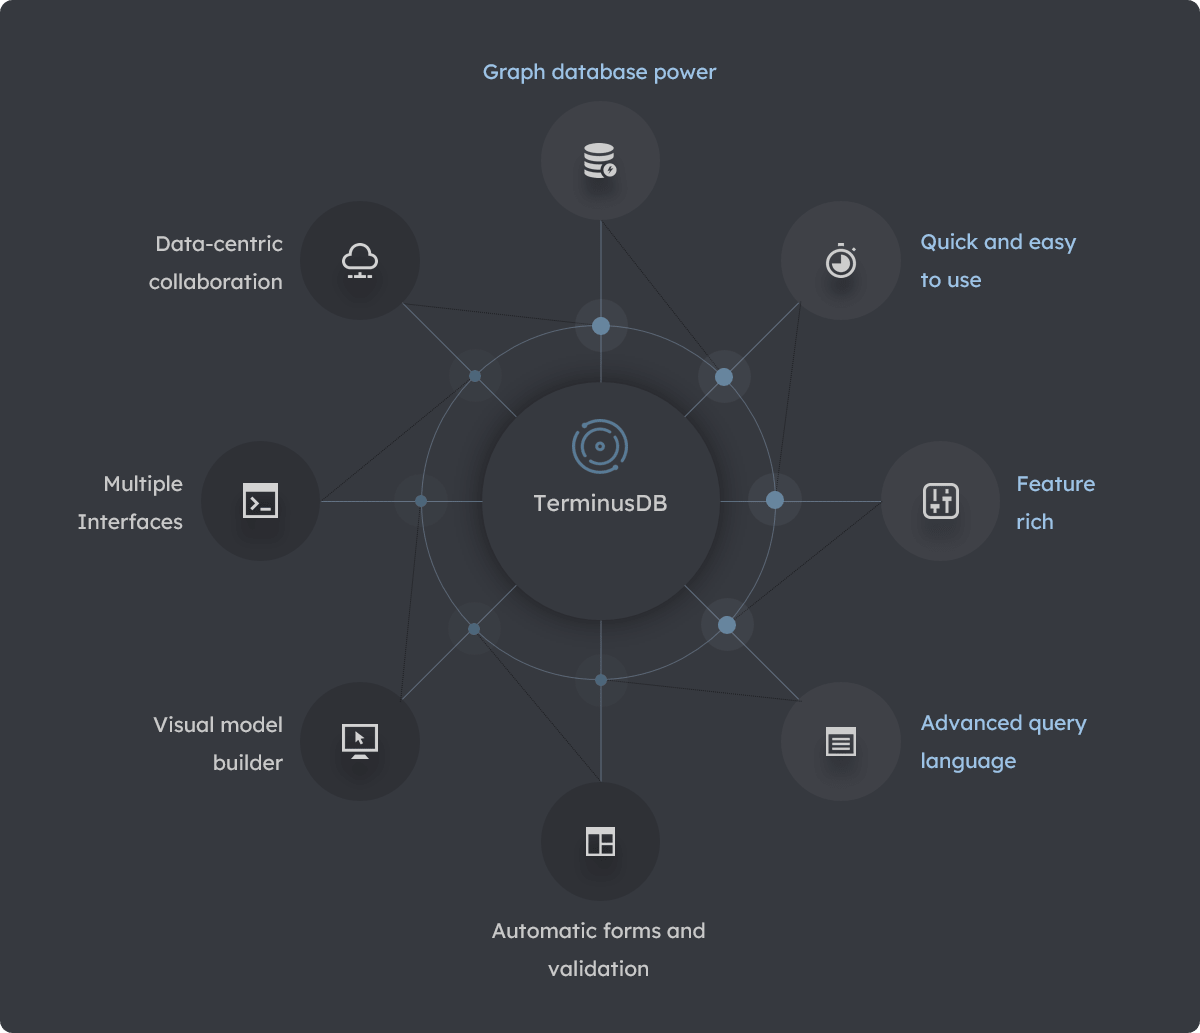 Graph database power
Data-centric
collaboration
Quick and easy
to use
Multiple
Interfaces
TerminusDB
Feature
rich
Visual model
builder
Advanced query
language
Automatic forms and
validation